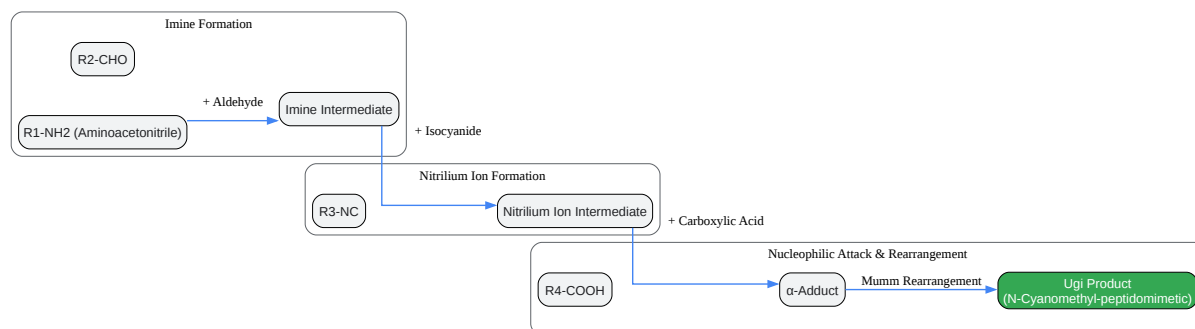 Imine Formation
R2-CHO
+ Aldehyde
Imine Intermediate
R1-NH2 (Aminoacetonitrile)
+ Isocyanide
Nitrilium Ion Formation
R3-NC
Nitrilium Ion Intermediate
+ Carboxylic Acid
Nucleophilic Attack & Rearrangement
R4-COOH
α-Adduct
Mumm Rearrangement
Ugi Product
(N-Cyanomethyl-peptidomimetic)